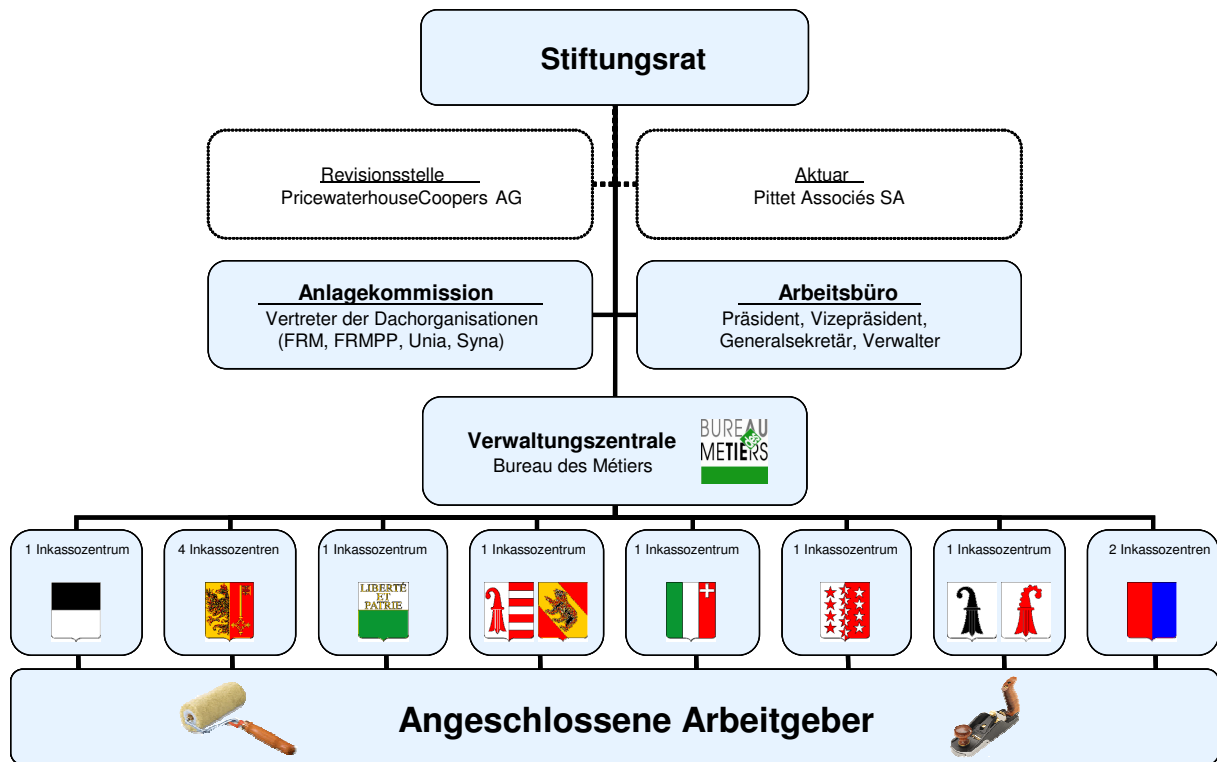 Stiftungsrat
Revisionsstelle
PricewaterhouseCoopers AG
Aktuar
Pittet Associés SA
Anlagekommission
Vertreter der Dachorganisationen
(FRM, FRMPP, Unia, Syna)
Arbeitsbüro
Präsident, Vizepräsident,
Generalsekretär, Verwalter
Verwaltungszentrale
Bureau des Métiers
BUREAU
METIERS
1 Inkassozentrum
4 Inkassozentren
1 Inkassozentrum
1 Inkassozentrum
1 Inkassozentrum
1 Inkassozentrum
1 Inkassozentrum
2 Inkassozentren
LIBERTÉ
ET
PATRIE
Angeschlossene Arbeitgeber